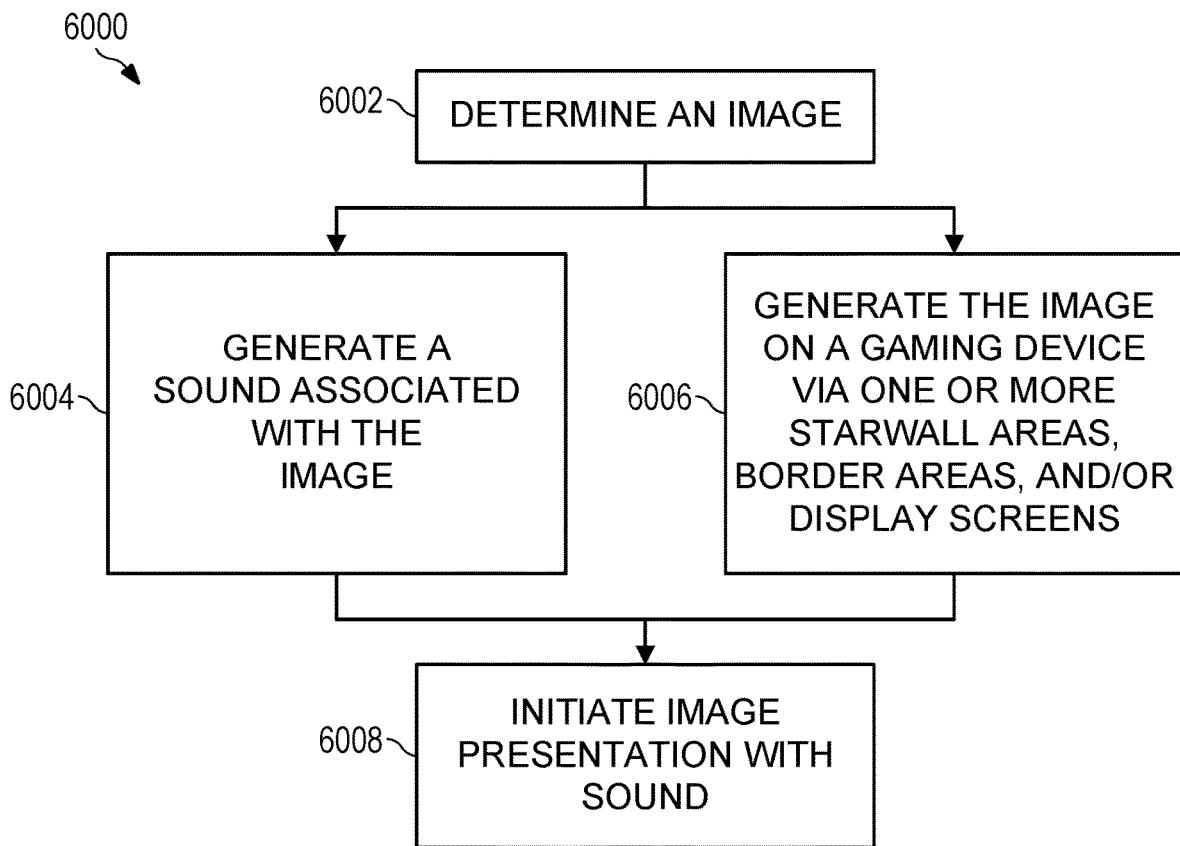 6000
6002
DETERMINE AN IMAGE
6004
GENERATE A
SOUND ASSOCIATED
WITH THE
IMAGE
6006
GENERATE THE IMAGE
ON A GAMING DEVICE
VIA ONE OR MORE
STARWALL AREAS,
BORDER AREAS, AND/OR
DISPLAY SCREENS
6008
INITIATE IMAGE
PRESENTATION WITH
SOUND